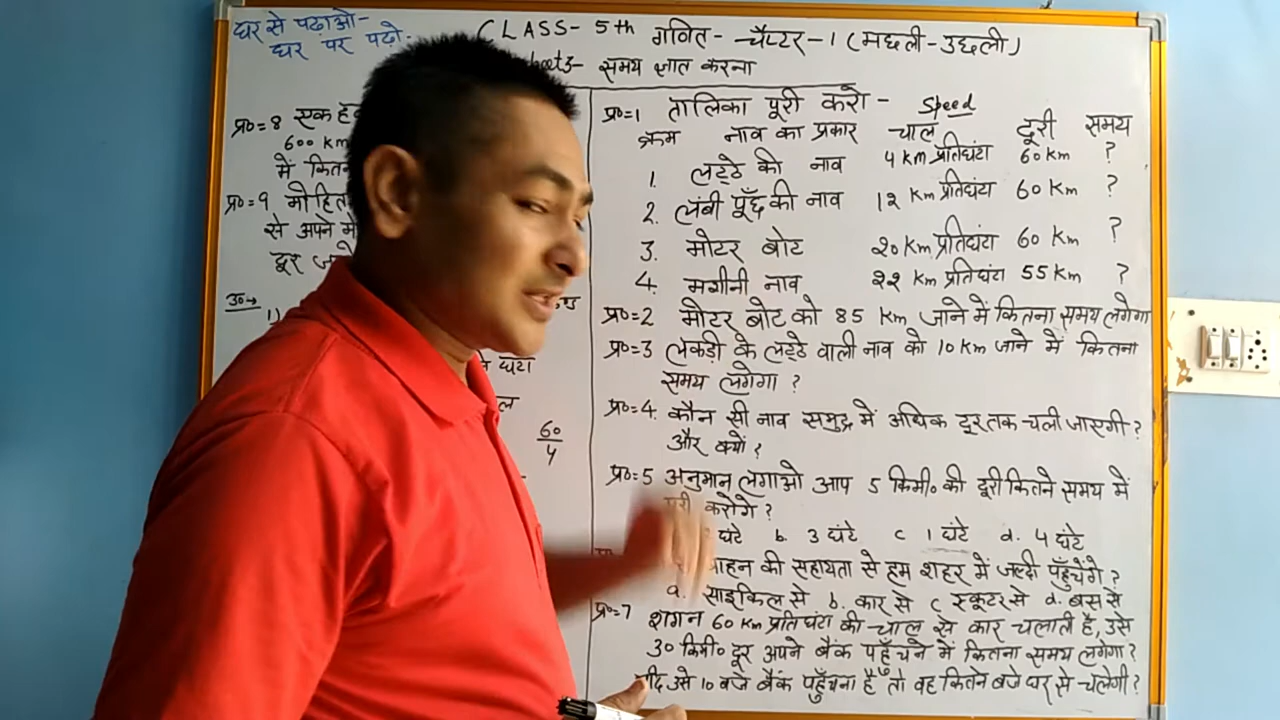 घर से पढाओ-
घर पर पढो.
CLASS- 5th गणित- चैप्टर-1 (मछली-उछली)
समय ज्ञात करना
प्र०=8 एक
600 Km
में
प्र०=9
से अपने
दूर
उ०→
1)
घंटा
60
4
प्र०=1 तालिका पूरी करो - Speed
क्रम नाव का प्रकार चाल दूरी समय
1. लट्ठे की नाव 4 Km प्रतिघंटा 60 Km ?
2. लंबी पूँछ की नाव 12 Km प्रतिघंटा 60 Km ?
3. मोटर बोट 20 Km प्रतिघंटा 60 Km ?
4. मशीनी नाव 22 Km प्रतिघंटा 55 Km ?
प्र०=2 मोटर बोट को 85 Km जाने में कितना समय लगेगा
प्र०=3 लकड़ी के लट्ठे वाली नाव को 10 Km जाने में कितना
समय लगेगा ?
प्र०=4. कौन सी नाव समुद्र में अधिक दूर तक चली जाएगी ?
और क्यों ?
प्र०=5 अनुमान लगाओ आप 5 किमी० की दूरी कितने समय में
पूरी करोगे ?
घंटे b. 3 घंटे c 1 घंटे d. 4 घंटे
वाहन की सहायता से हम शहर में जल्दी पहुँचेंगे ?
a. साइकिल से b. कार से c स्कूटर से d. बस से
प्र०=7 शगन 60 Km प्रतिघंटा की चाल से कार चलाती है, उसे
30 किमी० दूर अपने बैंक पहुँचने में कितना समय लगेगा ?
यदि उसे 10 बजे बैंक पहुँचना है तो वह कितने बजे घर से चलेगी ?